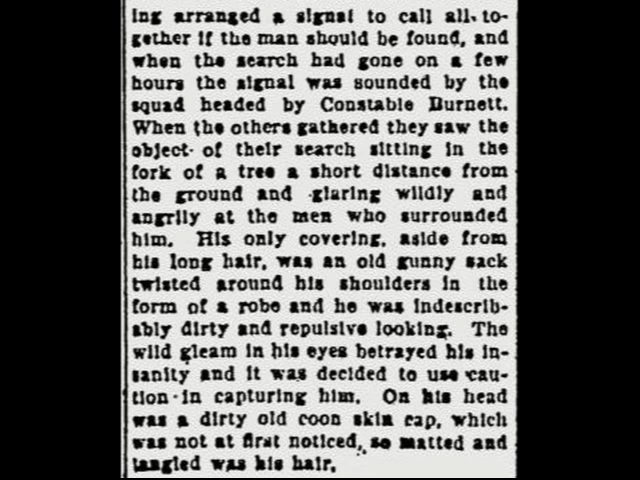 ing arranged a signal to call all to-
gether if the man should be found, and
when the search had gone on a few
hours the signal was sounded by the
squad headed by Constable Burnett.
When the others gathered they saw the
object of their search sitting in the
fork of a tree a short distance from
the ground and glaring wildly and
angrily at the men who surrounded
him. His only covering, aside from
his long hair, was an old gunny sack
twisted around his shoulders in the
form of a robe and he was indescrib-
ably dirty and repulsive looking. The
wild gleam in his eyes betrayed his in-
sanity and it was decided to use cau-
tion in capturing him. On his head
was a dirty old coon skin cap, which
was not at first noticed, so matted and
tangled was his hair.